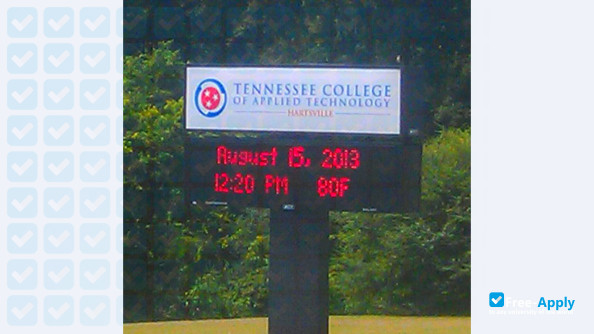 TENNESSEE COLLEGE
OF APPLIED TECHNOLOGY
HARTSVILLE
August 15, 2013
12:20 PM 80F
Free Apply